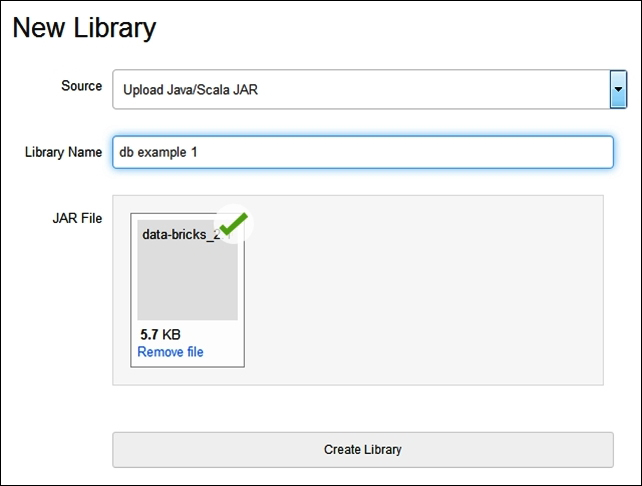 New Library
Source
Upload Java/Scala JAR
Library Name
db example 1
JAR File
data-bricks_2
5.7 KB
Remove file
Create Library